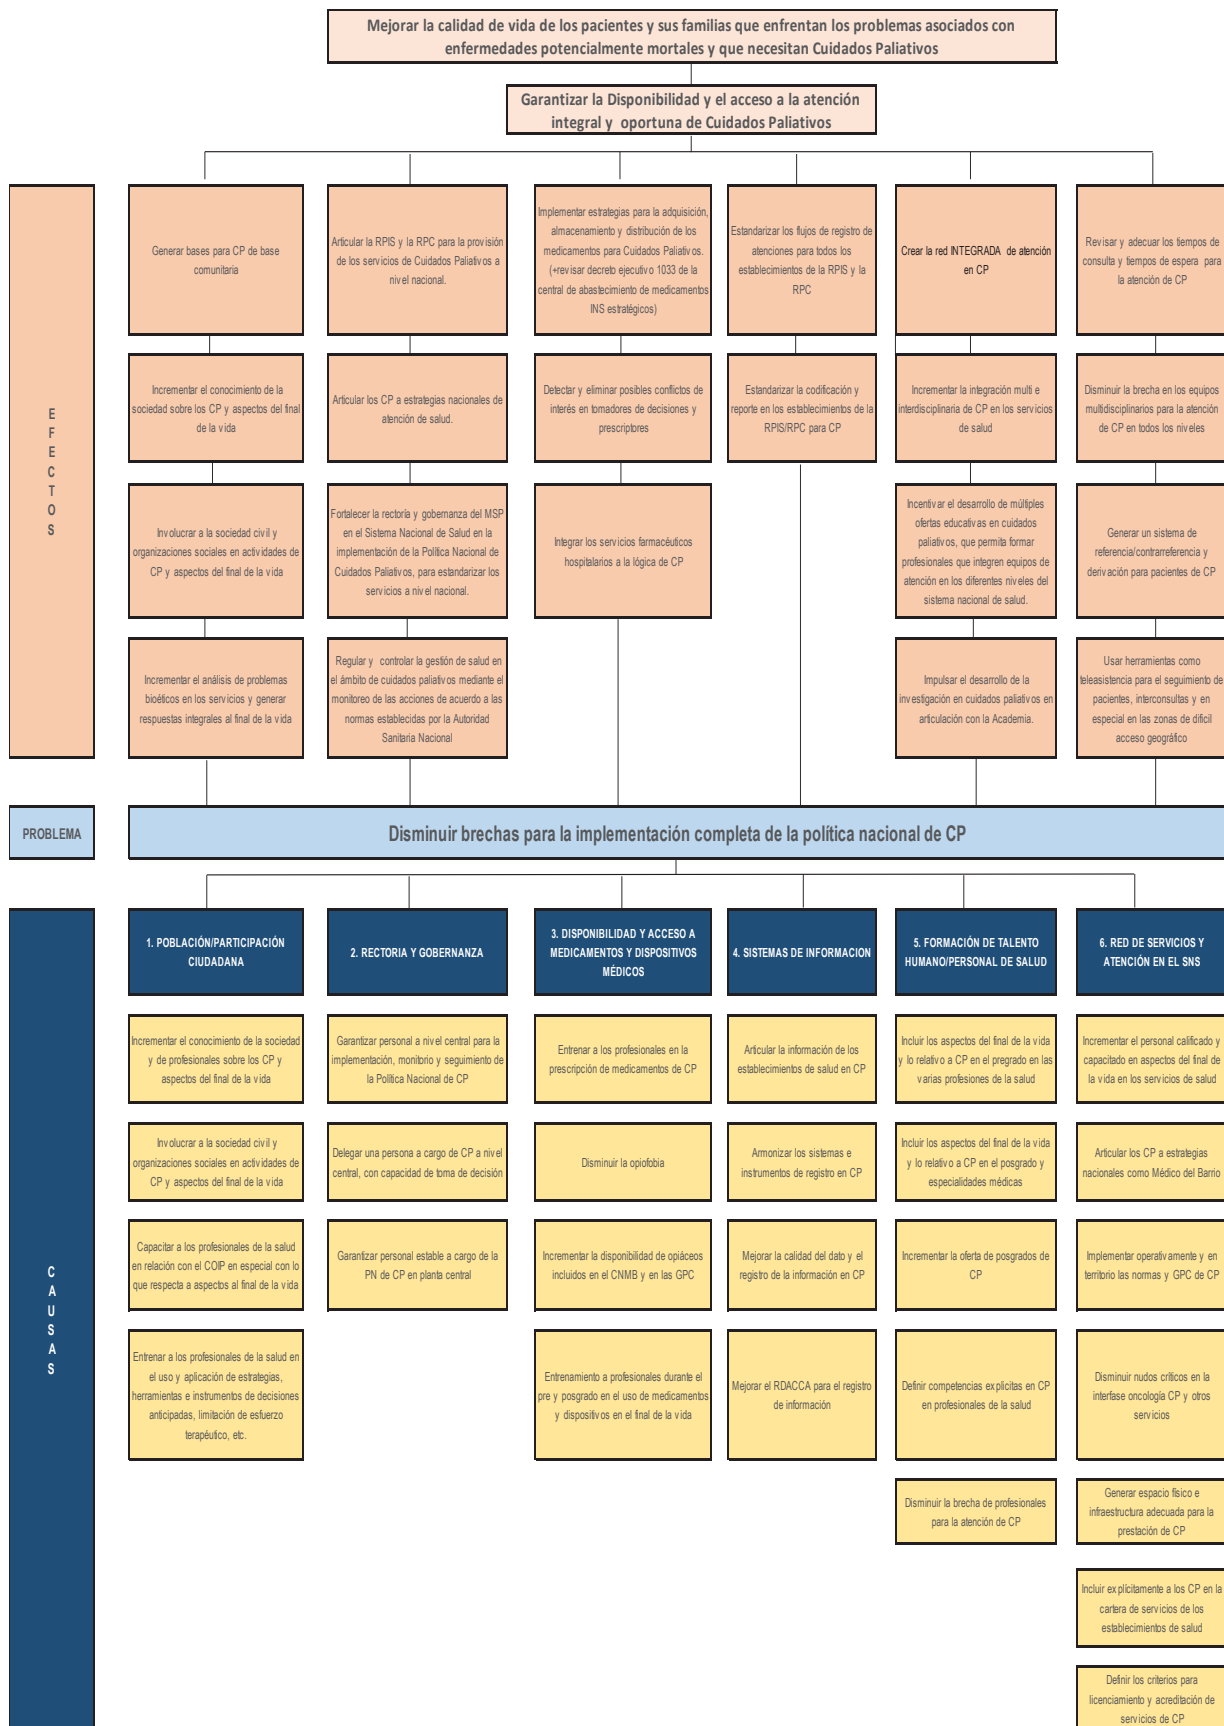 Mejorar la calidad de vida de los pacientes y sus familias que enfrentan los problemas asociados con
enfermedades potencialmente mortales y que necesitan Cuidados Paliativos
Garantizar la Disponibilidad y el acceso a la atención
integral y oportuna de Cuidados Paliativos
E
F
E
C
T
O
S
Generar bases para CP de base
comunitaria
Articular la RPIS y la RPC para la provisión
de los servicios de Cuidados Paliativos a
nivel nacional.
Implementar estrategias para la adquisición,
almacenamiento y distribución de los
medicamentos para Cuidados Paliativos.
(+revisar decreto ejecutivo 1033 de la
central de abastecimiento de medicamentos
INS estratégicos)
Estandarizar los flujos de registro de
atenciones para todos los
establecimientos de la RPIS y la
RPC
Crear la red INTEGRADA de atención
en CP
Revisar y adecuar los tiempos de
consulta y tiempos de espera para
la atención de CP
Incrementar el conocimiento de la
sociedad sobre los CP y aspectos del final
de la vida
Articular los CP a estrategias nacionales de
atención de salud.
Detectar y eliminar posibles conflictos de
interés en tomadores de decisiones y
prescriptores
Estandarizar la codificación y
reporte en los establecimientos de la
RPIS/RPC para CP
Incrementar la integración multi e
interdisciplinaria de CP en los servicios
de salud
Disminuir la brecha en los equipos
multidisciplinarios para la atención
de CP en todos los niveles
Involucrar a la sociedad civil y
organizaciones sociales en actividades de
CP y aspectos del final de la vida
Fortalecer la rectoría y gobernanza del MSP
en el Sistema Nacional de Salud en la
implementación de la Política Nacional de
Cuidados Paliativos, para estandarizar los
servicios a nivel nacional.
Integrar los servicios farmacéuticos
hospitalarios a la lógica de CP
Incentivar el desarrollo de múltiples
ofertas educativas en cuidados
paliativos, que permita formar
profesionales que integren equipos de
atención en los diferentes niveles del
sistema nacional de salud.
Generar un sistema de
referencia/contrarreferencia y
derivación para pacientes de CP
Incrementar el análisis de problemas
bioéticos en los servicios y generar
respuestas integrales al final de la vida
Regular y controlar la gestión de salud en
el ámbito de cuidados paliativos mediante el
monitoreo de las acciones de acuerdo a las
normas establecidas por la Autoridad
Sanitaria Nacional
Impulsar el desarrollo de la
investigación en cuidados paliativos en
articulación con la Academia.
Usar herramientas como
teleasistencia para el seguimiento de
pacientes, interconsultas y en
especial en las zonas de difícil
acceso geográfico
PROBLEMA
Disminuir brechas para la implementación completa de la política nacional de CP
C
A
U
S
A
S
1. POBLACIÓN/PARTICIPACIÓN
CIUDADANA
2. RECTORIA Y GOBERNANZA
3. DISPONIBILIDAD Y ACCESO A
MEDICAMENTOS Y DISPOSITIVOS
MÉDICOS
4. SISTEMAS DE INFORMACION
5. FORMACIÓN DE TALENTO
HUMANO/PERSONAL DE SALUD
6. RED DE SERVICIOS Y
ATENCIÓN EN EL SNS
Incrementar el conocimiento de la sociedad
y de profesionales sobre los CP y
aspectos del final de la vida
Garantizar personal a nivel central para la
implementación, monitorio y seguimiento de
la Política Nacional de CP
Entrenar a los profesionales en la
prescripción de medicamentos de CP
Articular la información de los
establecimientos de salud en CP
Incluir los aspectos del final de la vida
y lo relativo a CP en el pregrado en las
varias profesiones de la salud
Incrementar el personal calificado y
capacitado en aspectos del final de
la vida en los servicios de salud
Involucrar a la sociedad civil y
organizaciones sociales en actividades de
CP y aspectos del final de la vida
Delegar una persona a cargo de CP a nivel
central, con capacidad de toma de decisión
Disminuir la opiofobia
Armonizar los sistemas e
instrumentos de registro en CP
Incluir los aspectos del final de la vida
y lo relativo a CP en el posgrado y
especialidades médicas
Articular los CP a estrategias
nacionales como Médico del Barrio
Capacitar a los profesionales de la salud
en relación con el COIP en especial con lo
que respecta a aspectos al final de la vida
Garantizar personal estable a cargo de la
PN de CP en planta central
Incrementar la disponibilidad de opiáceos
incluidos en el CNMB y en las GPC
Mejorar la calidad del dato y el
registro de la información en CP
Incrementar la oferta de posgrados de
CP
Implementar operativamente y en
territorio las normas y GPC de CP
Entrenar a los profesionales de la salud en
el uso y aplicación de estrategias,
herramientas e instrumentos de decisiones
anticipadas, limitación de esfuerzo
terapéutico, etc.
Entrenamiento a profesionales durante el
pre y posgrado en el uso de medicamentos
y dispositivos en el final de la vida
Mejorar el RDACCA para el registro
de información
Definir competencias explicitas en CP
en profesionales de la salud
Disminuir nudos críticos en la
interfase oncología CP y otros
servicios
Disminuir la brecha de profesionales
para la atención de CP
Generar espacio físico e
infraestructura adecuada para la
prestación de CP
Incluir explícitamente a los CP en la
cartera de servicios de los
establecimientos de salud
Definir los criterios para
licenciamiento y acreditación de
servicios de CP